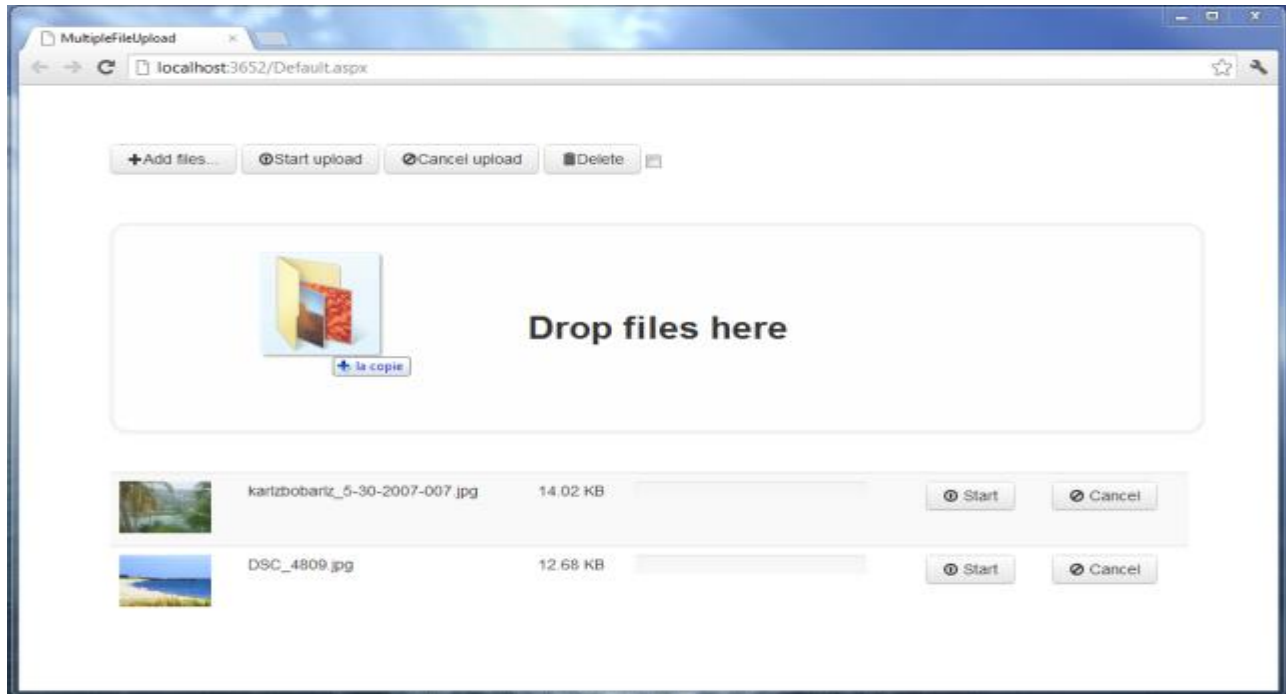 MultipleFileUpload
localhost:3652/Default.aspx
Add files...
Start upload
Cancel upload
Delete
Drop files here
la copie
kartzbobartz_5-30-2007-007.jpg 14.02 KB Start Cancel
DSC_4809.jpg 12.68 KB Start Cancel